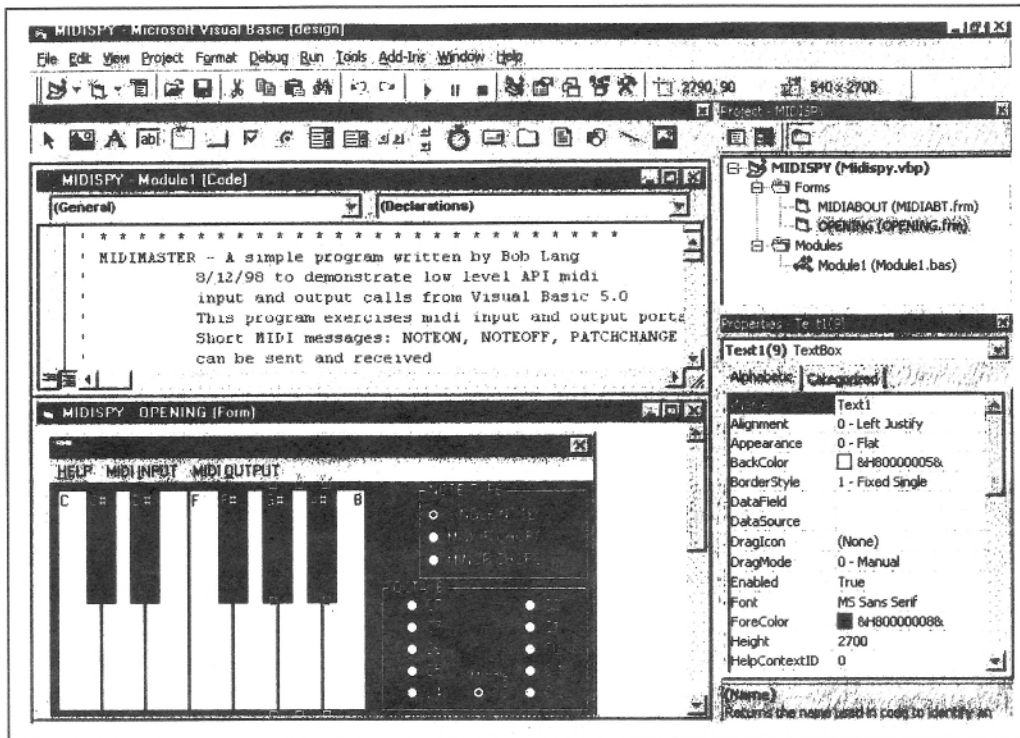 MIDISPY - Microsoft Visual Basic [design]
File Edit View Project Format Debug Run Tools Add-Ins Window Help
2790, 90 540 x 2700
Project - MIDISPY
MIDISPY - Module1 [Code]
(General) (Declarations)
' * * * * * * * * * * * * * * * * * * * * * * * * * * *
' MIDIMASTER - A simple program written by Bob Lang
' 8/12/98 to demonstrate low level API midi
' input and output calls from Visual Basic 5.0
' This program exercises midi input and output ports
' Short MIDI messages: NOTEON, NOTEOFF, PATCHCHANGE
' can be sent and received
MIDISPY (Midispy.vbp)
Forms
MIDIABOUT (MIDIABT.frm)
OPENING (OPENING.frm)
Modules
Module1 (Module1.bas)
MIDISPY - OPENING (Form)
HELP MIDI INPUT MIDI OUTPUT
C F F# G# B
Properties - Text1(9)
Text1(9) TextBox
Alphabetic Categorized
Text1
Alignment 0 - Left Justify
Appearance 0 - Flat
BackColor &H80000005&
BorderStyle 1 - Fixed Single
DataField
DataSource
DragIcon (None)
DragMode 0 - Manual
Enabled True
Font MS Sans Serif
ForeColor &H80000008&
Height 2700
HelpContextID 0
(Name)
Returns the name used in code to identify an